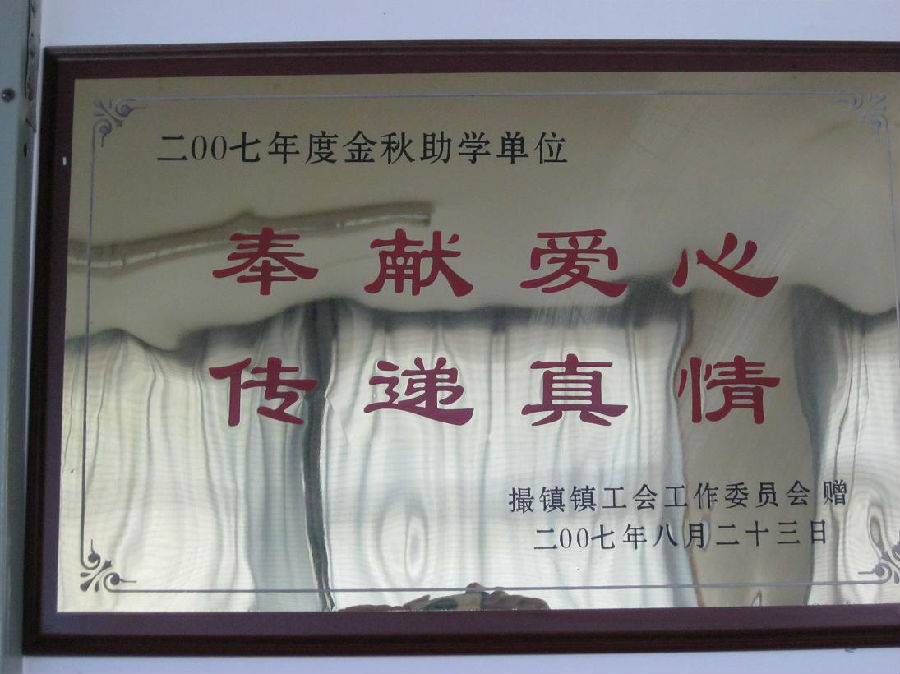 二00七年度金秋助学单位
奉献爱心
传递真情
撮镇镇工会工作委员会 赠
二00七年八月二十三日